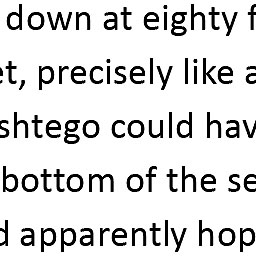 down at eighty f
et, precisely like a
shtego could hav
bottom of the se
d apparently hop